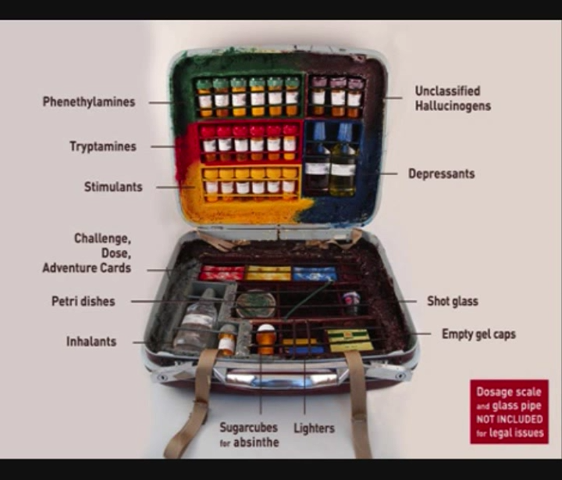 Phenethylamines
Tryptamines
Stimulants
Unclassified
Hallucinogens
Depressants
Challenge,
Dose,
Adventure Cards
Petri dishes
Inhalants
Shot glass
Empty gel caps
Sugarcubes
for absinthe
Lighters
Dosage scale
and glass pipe
NOT INCLUDED
for legal issues